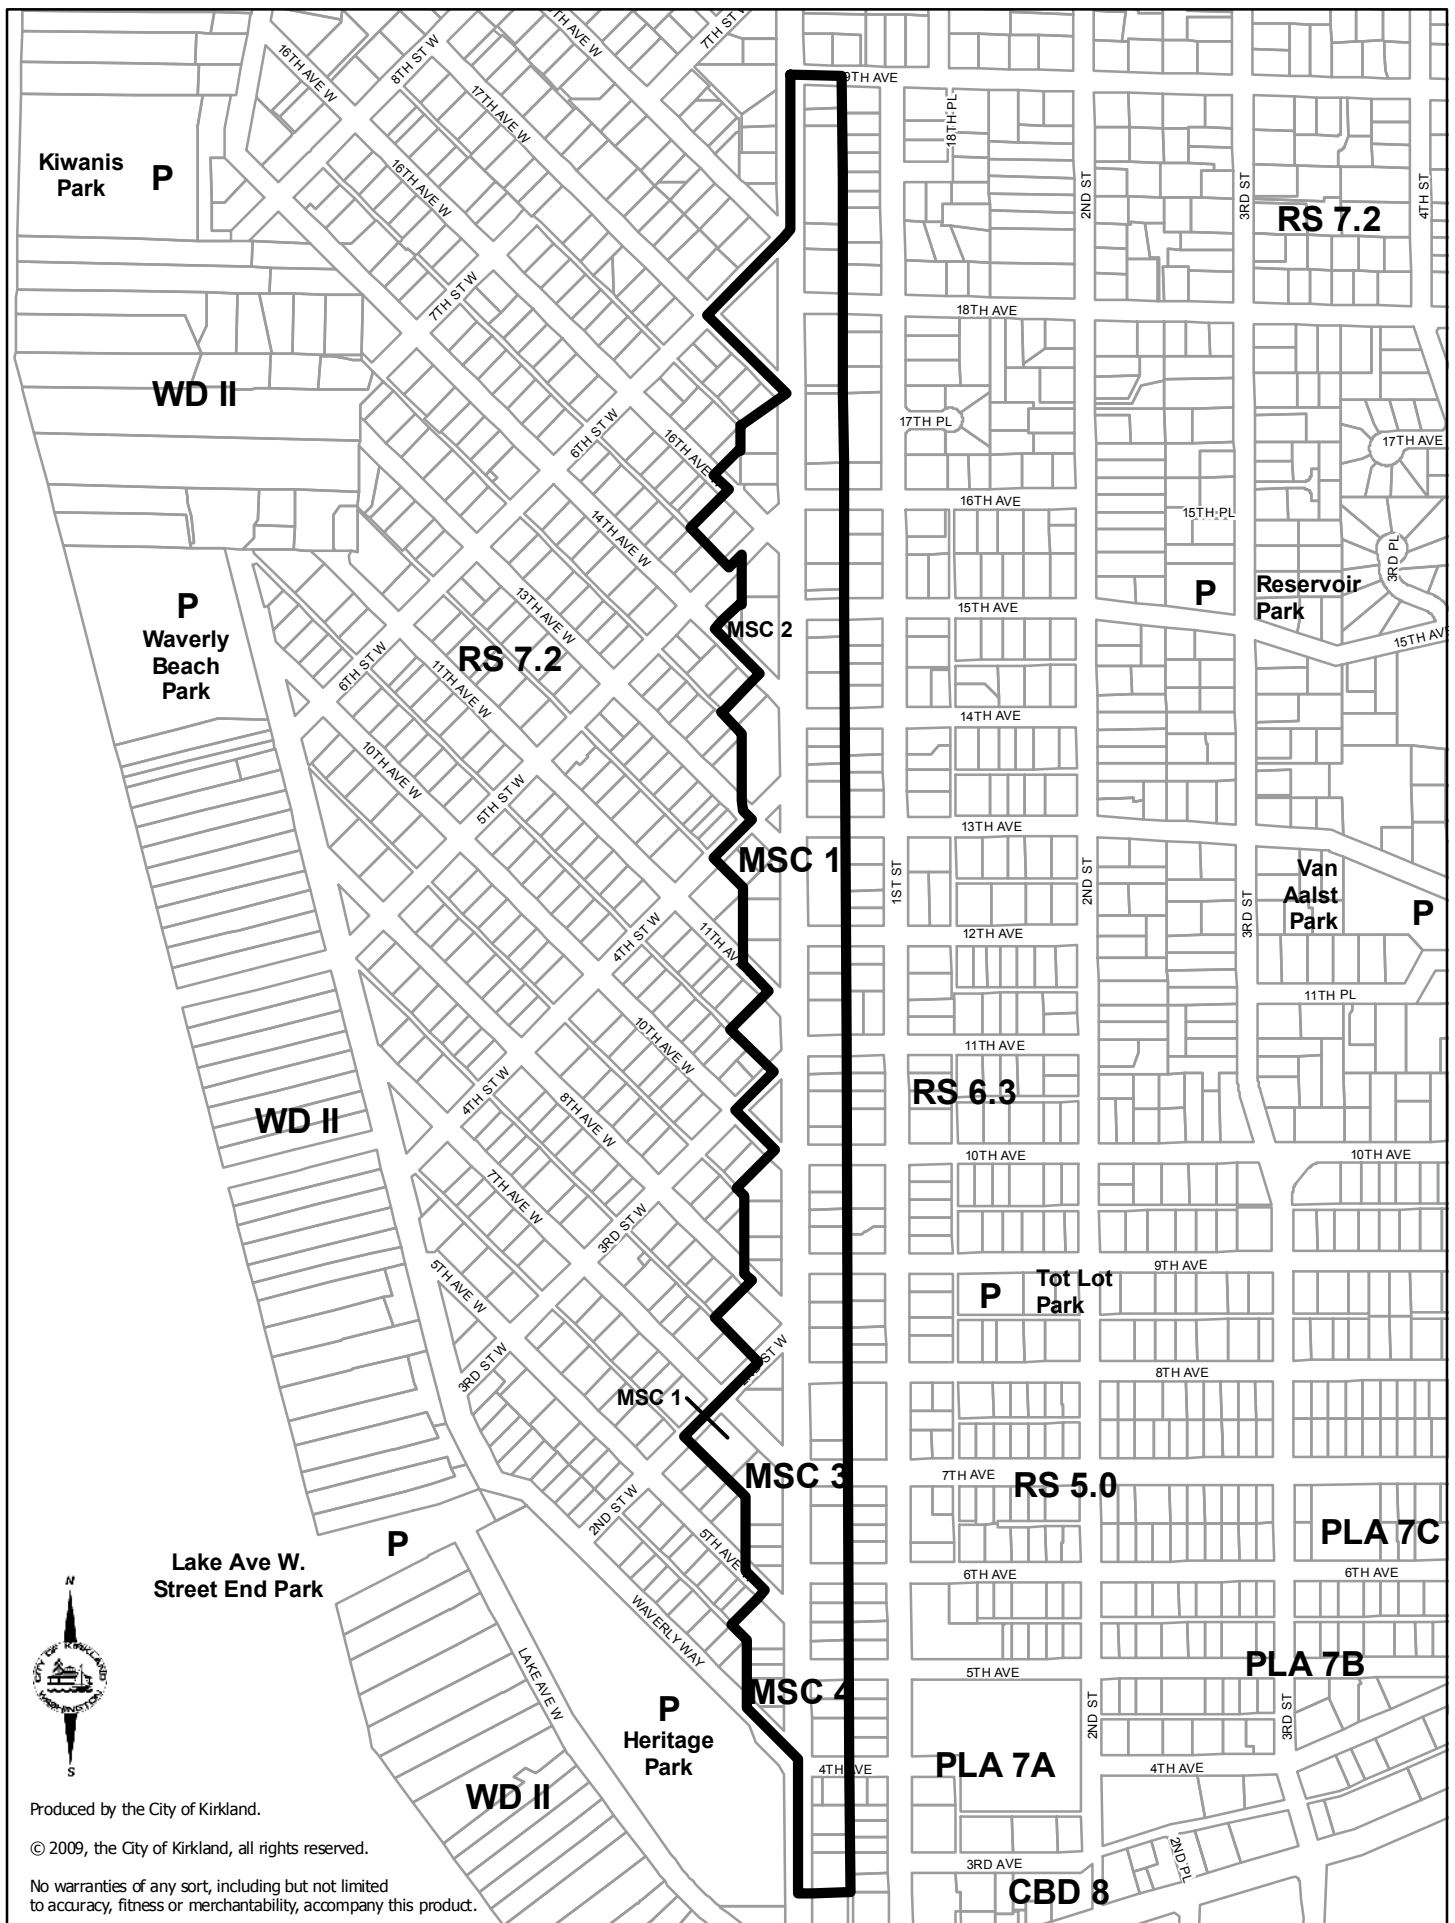 7TH ST W
16TH AVE W
8TH ST W
17TH AVE W
9TH AVE
18TH PL
Kiwanis
Park
P
16TH AVE W
2ND ST
3RD ST
4TH ST
RS 7.2
7TH ST W
18TH AVE
WD II
6TH ST W
16TH AVE
17TH PL
17TH AVE
14TH AVE W
16TH AVE
15TH PL
3RD PL
P
Waverly
Beach
Park
13TH AVE W
RS 7.2
MSC 2
15TH AVE
P
Reservoir
Park
15TH AVE
6TH ST W
11TH AVE W
14TH AVE
10TH AVE W
5TH ST W
13TH AVE
MSC 1
1ST ST
2ND ST
Van
Aalst
Park
P
3RD ST
4TH ST W
11TH AV
12TH AVE
11TH PL
10TH AVE W
11TH AVE
WD II
4TH ST W
8TH AVE W
RS 6.3
10TH AVE
10TH AVE
7TH AVE W
3RD ST W
5TH AVE W
9TH AVE
P
Tot Lot
Park
3RD ST W
ST W
8TH AVE
MSC 1
MSC 3
7TH AVE
RS 5.0
2ND ST W
5TH AVE
PLA 7C
P
Lake Ave W.
Street End Park
6TH AVE
6TH AVE
N
CITY OF KIRKLAND
WASHINGTON
S
WAVERLY WAY
LAKE AVE W
5TH AVE
PLA 7B
MSC 4
P
Heritage
Park
2ND ST
3RD ST
4TH AVE
PLA 7A
4TH AVE
WD II
Produced by the City of Kirkland.
© 2009, the City of Kirkland, all rights reserved.
No warranties of any sort, including but not limited
to accuracy, fitness or merchantability, accompany this product.
3RD AVE
2ND PL
CBD 8